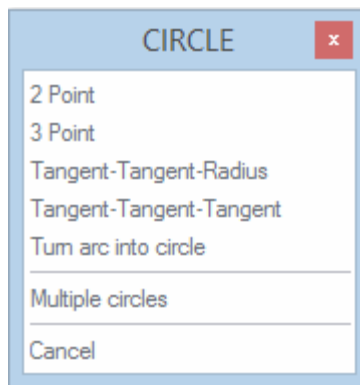 CIRCLE
x
2 Point
3 Point
Tangent-Tangent-Radius
Tangent-Tangent-Tangent
Turn arc into circle
Multiple circles
Cancel